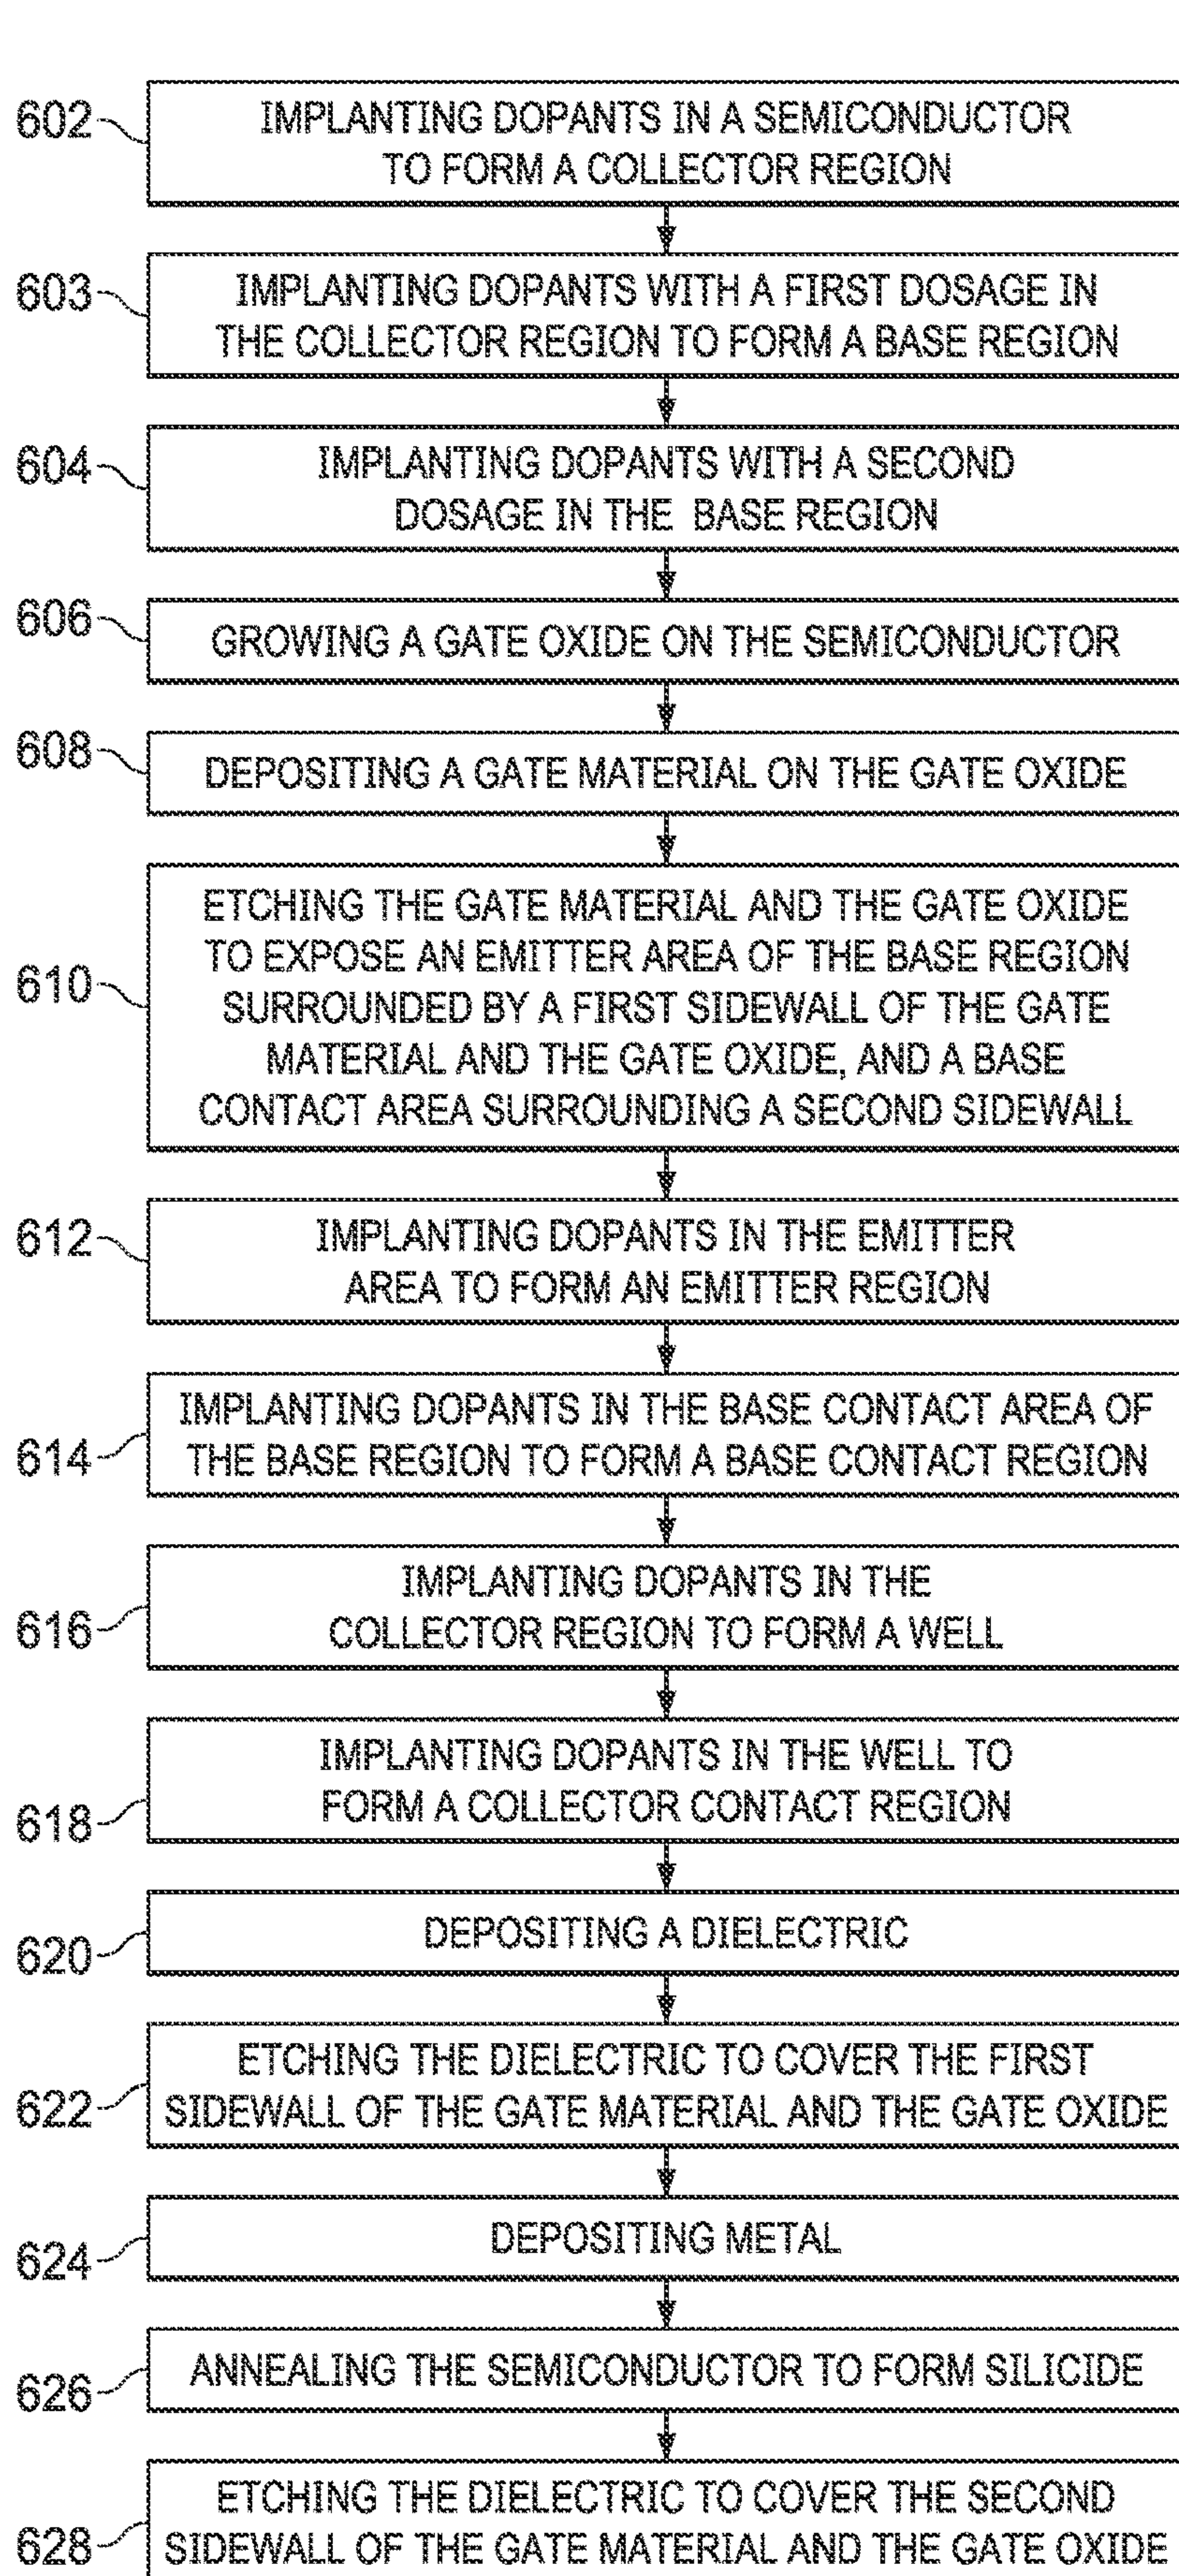 602
IMPLANTING DOPANTS IN A SEMICONDUCTOR
TO FORM A COLLECTOR REGION
603
IMPLANTING DOPANTS WITH A FIRST DOSAGE IN
THE COLLECTOR REGION TO FORM A BASE REGION
604
IMPLANTING DOPANTS WITH A SECOND
DOSAGE IN THE BASE REGION
606
GROWING A GATE OXIDE ON THE SEMICONDUCTOR
608
DEPOSITING A GATE MATERIAL ON THE GATE OXIDE
610
ETCHING THE GATE MATERIAL AND THE GATE OXIDE
TO EXPOSE AN EMITTER AREA OF THE BASE REGION
SURROUNDED BY A FIRST SIDEWALL OF THE GATE
MATERIAL AND THE GATE OXIDE, AND A BASE
CONTACT AREA SURROUNDING A SECOND SIDEWALL
612
IMPLANTING DOPANTS IN THE EMITTER
AREA TO FORM AN EMITTER REGION
614
IMPLANTING DOPANTS IN THE BASE CONTACT AREA OF
THE BASE REGION TO FORM A BASE CONTACT REGION
616
IMPLANTING DOPANTS IN THE
COLLECTOR REGION TO FORM A WELL
618
IMPLANTING DOPANTS IN THE WELL TO
FORM A COLLECTOR CONTACT REGION
620
DEPOSITING A DIELECTRIC
622
ETCHING THE DIELECTRIC TO COVER THE FIRST
SIDEWALL OF THE GATE MATERIAL AND THE GATE OXIDE
624
DEPOSITING METAL
626
ANNEALING THE SEMICONDUCTOR TO FORM SILICIDE
628
ETCHING THE DIELECTRIC TO COVER THE SECOND
SIDEWALL OF THE GATE MATERIAL AND THE GATE OXIDE